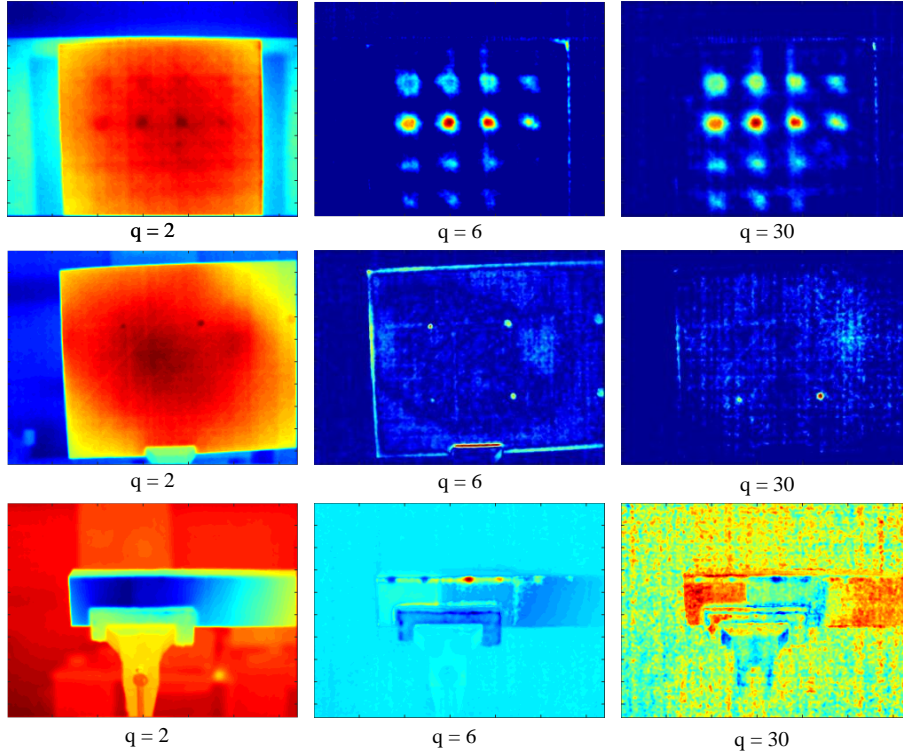 q = 2
q = 6
q = 30
q = 2
q = 6
q = 30
q = 2
q = 6
q = 30